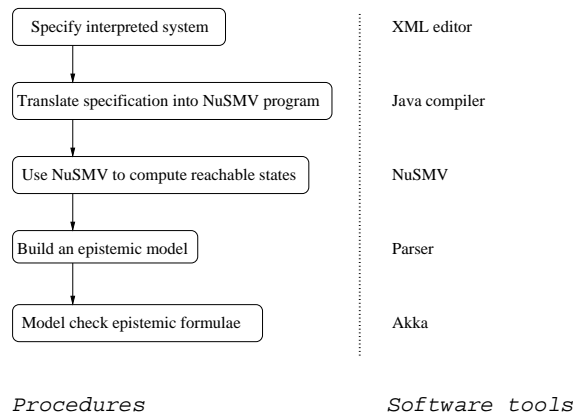 Specify interpreted system XML editor
Translate specification into NuSMV program Java compiler
Use NuSMV to compute reachable states NuSMV
Build an epistemic model Parser
Model check epistemic formulae Akka
Procedures Software tools